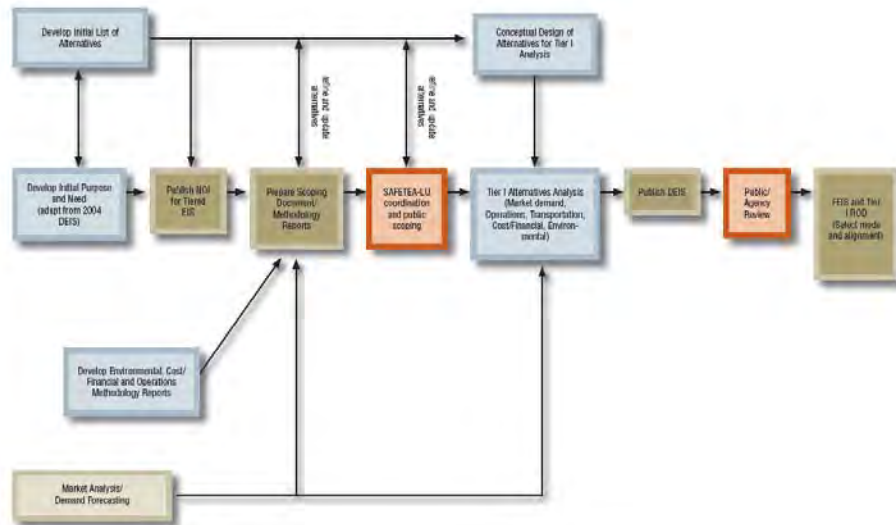 Develop Initial List of
Alternatives
Conceptual Design of
Alternatives for Tier I
Analysis
refine and update
alternatives
refine and update
alternatives
Develop Initial Purpose
and Need
(adapt from 2004
DEIS)
Publish NOI
for Tiered
EIS
Prepare Scoping
Document/
Methodology
Reports
SAFETEA-LU
coordination
and public
scoping
Tier I Alternatives Analysis
(Market demand,
Operations, Transportation,
Cost/Financial, Environ-
mental)
Publish DEIS
Public/
Agency
Review
FEIS and Tier
I ROD
(Select mode
and alignment)
Develop Environmental, Cost/
Financial and Operations
Methodology Reports
Market Analysis/
Demand Forecasting